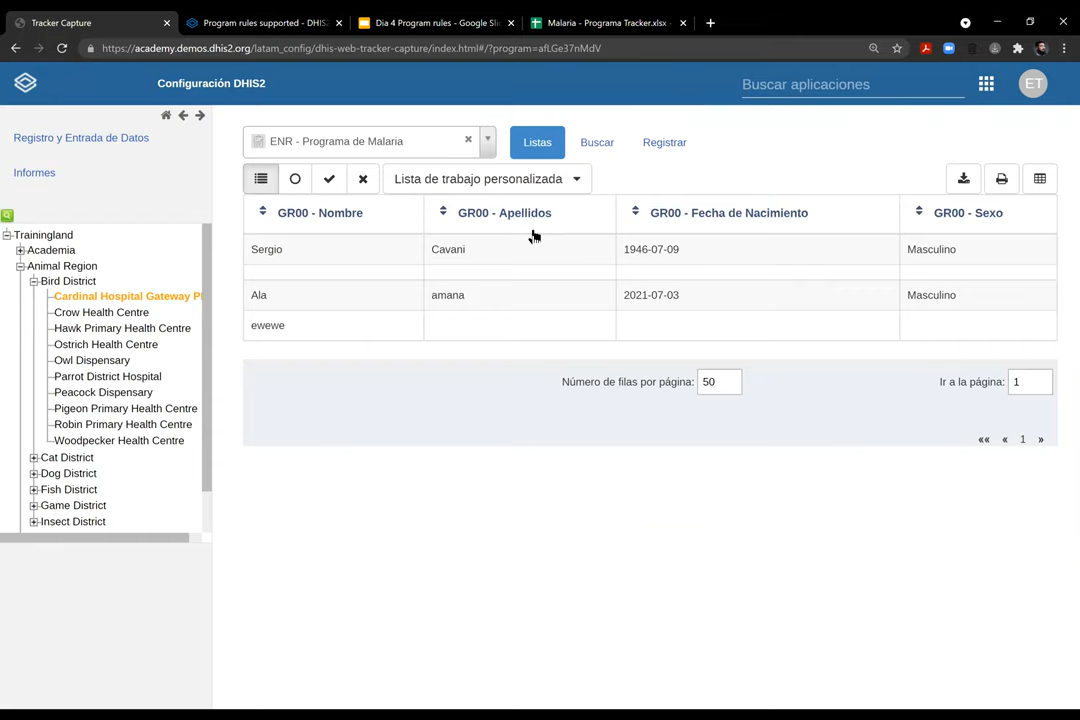 Tracker Capture
Program rules supported - DHIS2
Dia 4 Program rules - Google Sli
Malaria - Programa Tracker.xlsx -
https://academy.demos.dhis2.org/latam_config/dhis-web-tracker-capture/index.html#/?program=afLGe37nMdV
Configuración DHIS2
Buscar aplicaciones
ET
Registro y Entrada de Datos
Informes
ENR - Programa de Malaria
Listas
Buscar
Registrar
Lista de trabajo personalizada
Trainingland
Academia
Animal Region
Bird District
Cardinal Hospital Gateway P
Crow Health Centre
Hawk Primary Health Centre
Ostrich Health Centre
Owl Dispensary
Parrot District Hospital
Peacock Dispensary
Pigeon Primary Health Centre
Robin Primary Health Centre
Woodpecker Health Centre
Cat District
Dog District
Fish District
Game District
Insect District
GR00 - Nombre GR00 - Apellidos GR00 - Fecha de Nacimiento GR00 - Sexo
Sergio Cavani 1946-07-09 Masculino
Ala amana 2021-07-03 Masculino
ewewe
Número de filas por página: 50 Ir a la página: 1
«« « 1 »